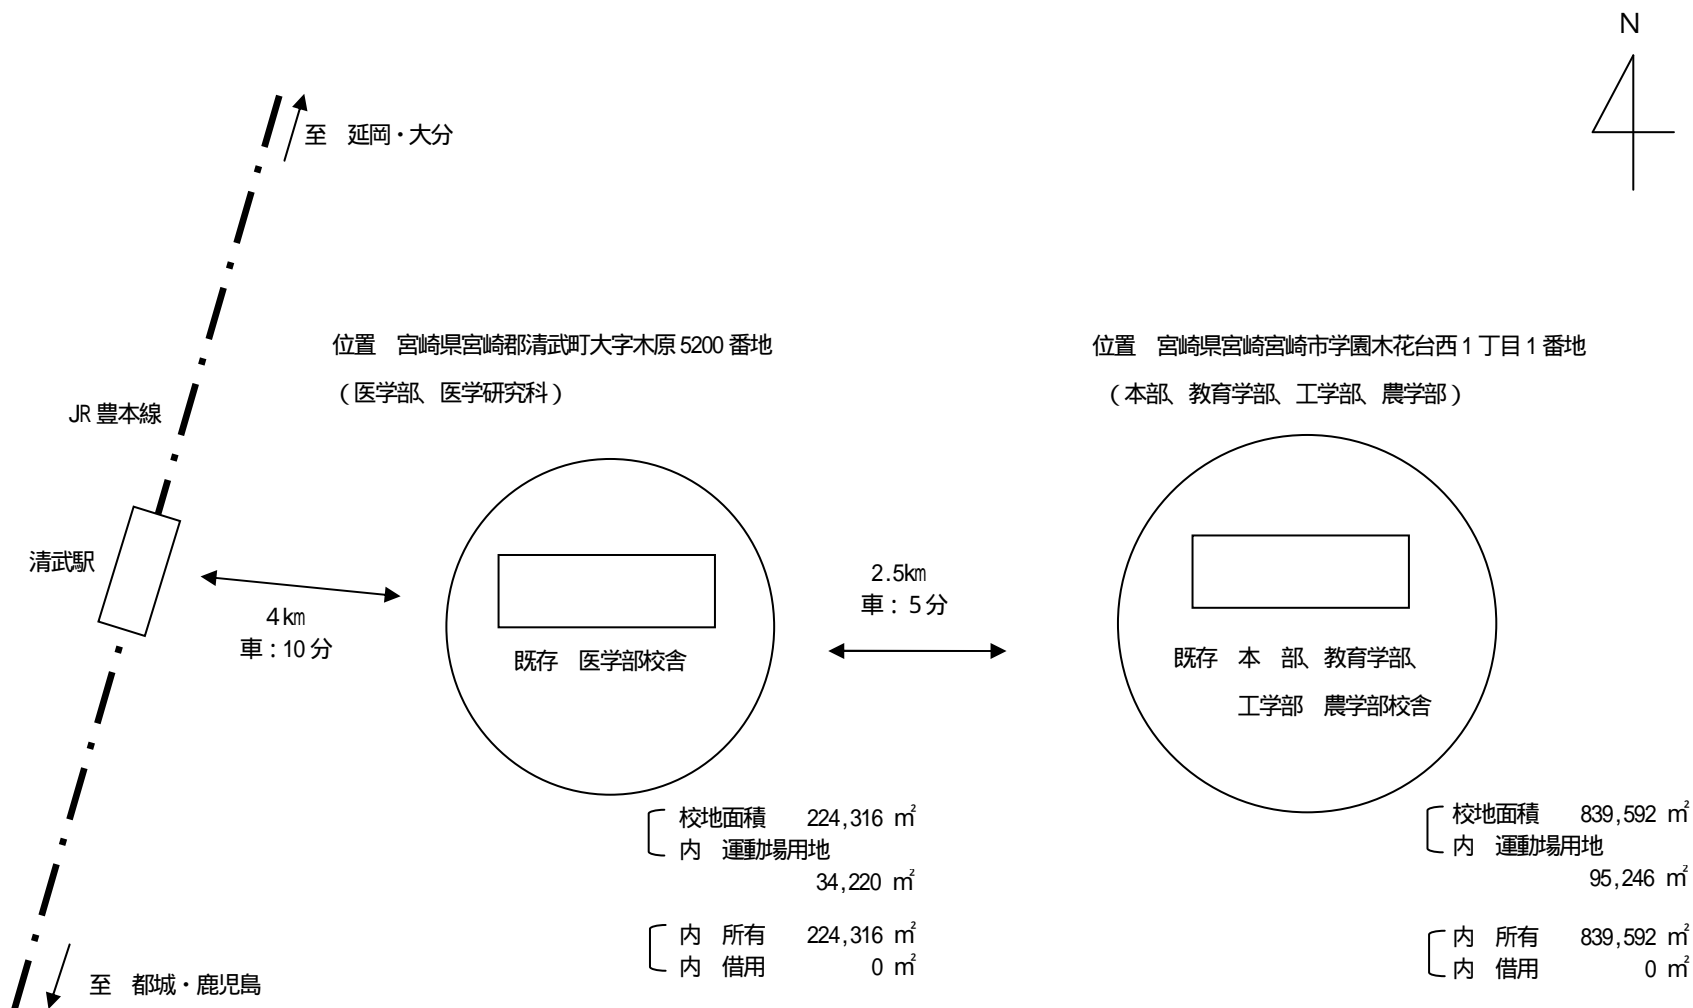 N
至　延岡・大分
位置　宮崎県宮崎郡清武町大字木原 5200 番地
（医学部、医学研究科）
位置　宮崎県宮崎宮崎市学園木花台西 1 丁目 1 番地
（本部、教育学部、工学部、農学部）
JR 豊本線
清武駅
4 ㎞
車：10 分
既存　医学部校舎
2.5㎞
車：5 分
既存　本　部、教育学部、
工学部　農学部校舎
校地面積　224,316 ㎡
内　運動場用地
34,220 ㎡
内　所有　224,316 ㎡
内　借用　0 ㎡
校地面積　839,592 ㎡
内　運動場用地
95,246 ㎡
内　所有　839,592 ㎡
内　借用　0 ㎡
至　都城・鹿児島